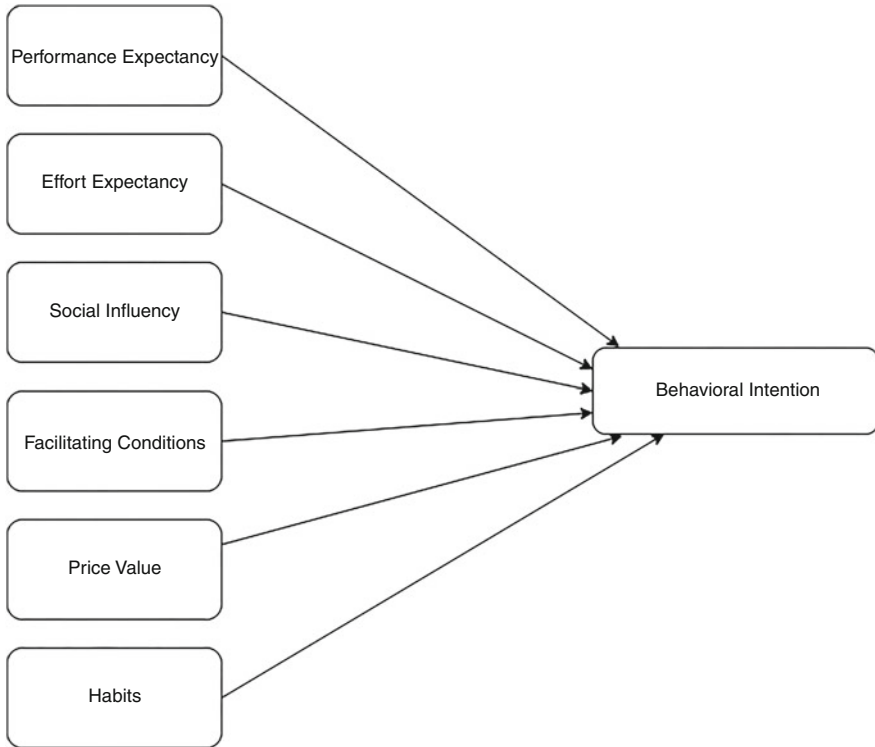 Performance Expectancy
Effort Expectancy
Social Influency
Facilitating Conditions
Price Value
Habits
Behavioral Intention